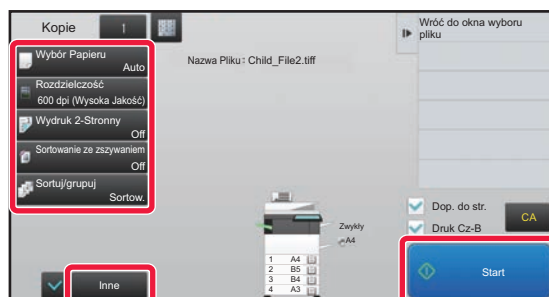 Kopie
1
Wróć do okna wyboru
pliku
Wybór Papieru
Auto
Nazwa Pliku: Child_File2.tiff
Rozdzielczość
600 dpi (Wysoka Jakość)
Wydruk 2-Stronny
Off
Sortowanie ze zszywaniem
Off
Sortuj/grupuj
Sortow.
Zwykły
A4
1 A4
2 B5
3 B4
4 A3
Dop. do str.
Druk Cz-B
CA
Inne
Start